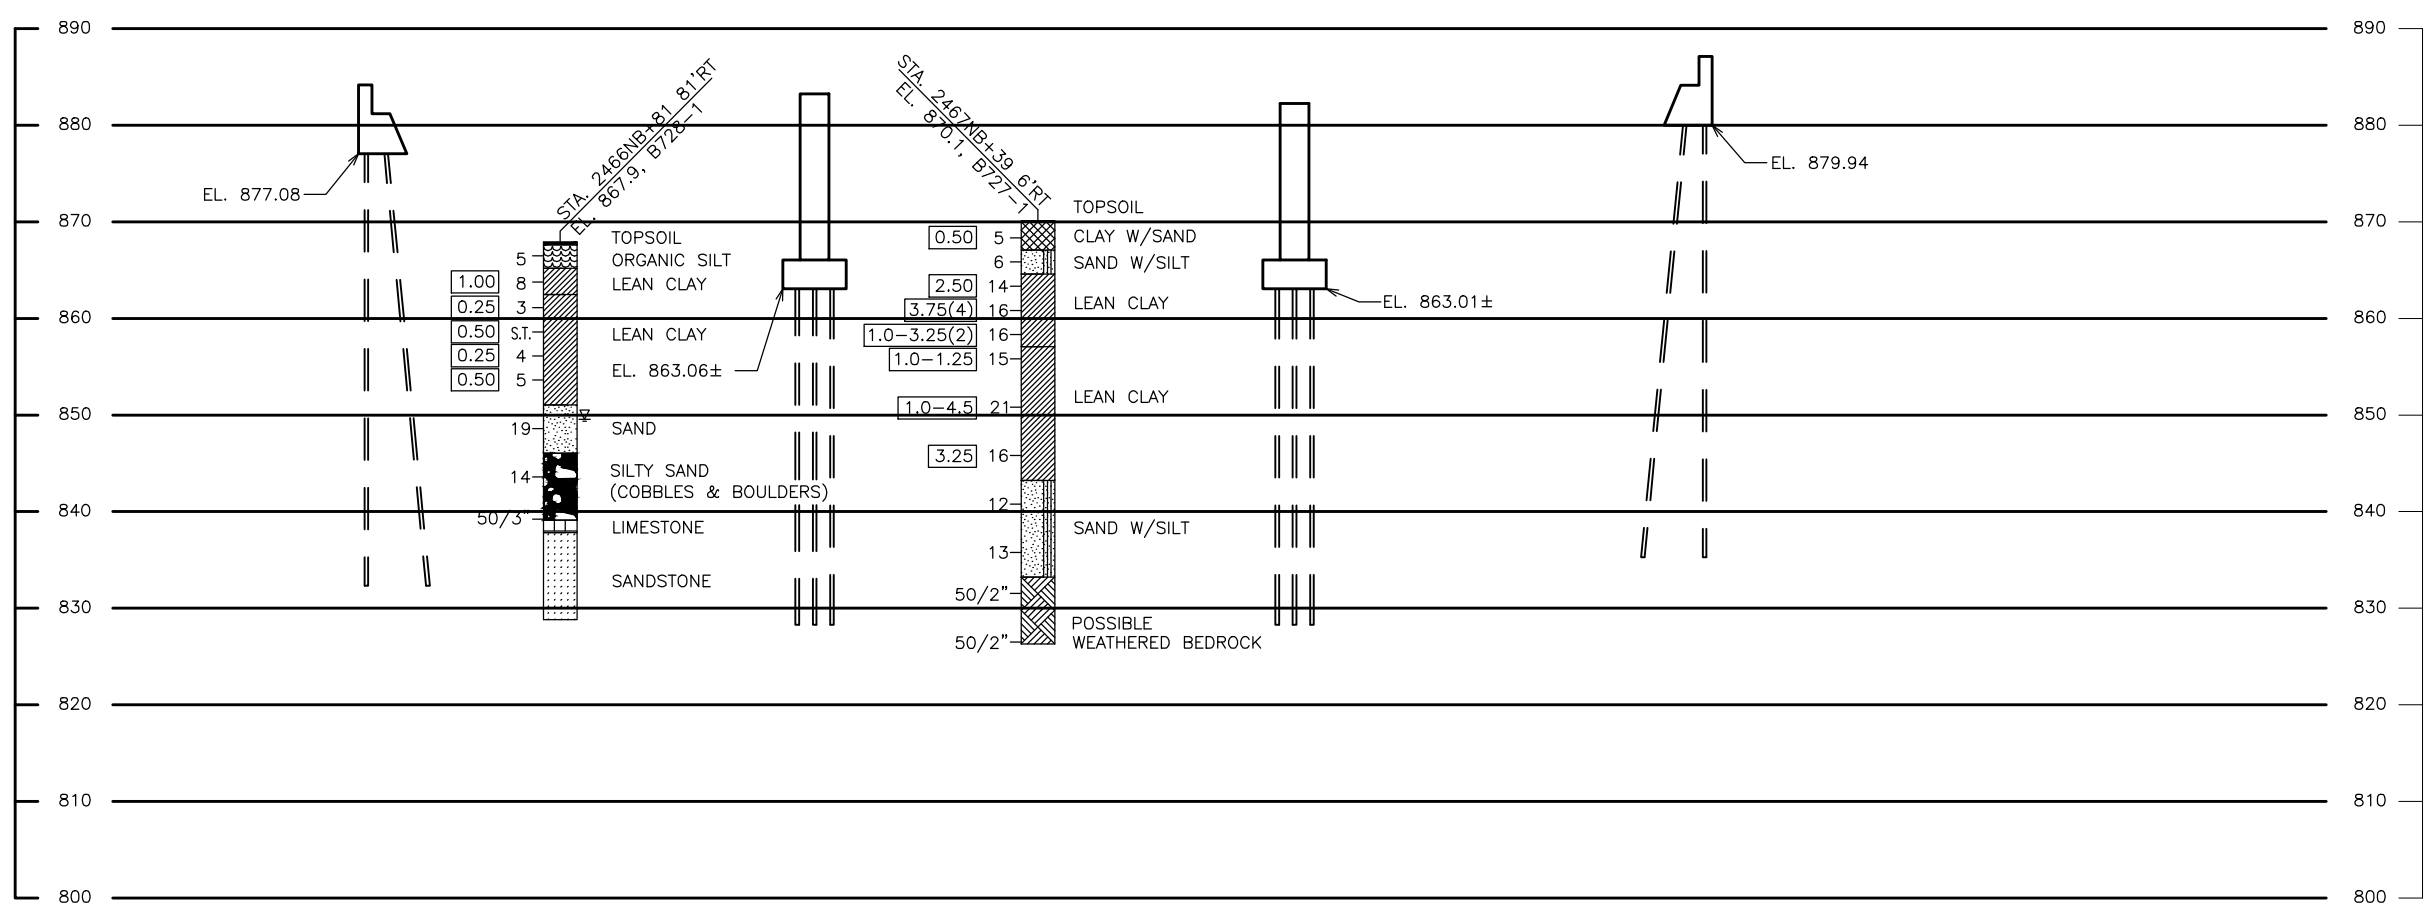 890
890
880
880
870
870
860
860
850
850
840
840
830
830
820
820
810
810
800
800
EL. 877.08
STA. 2466NB+81 81'RT
EL. 867.9, B728-1
TOPSOIL
5
ORGANIC SILT
1.00
8
LEAN CLAY
0.25
3
0.50
S.T.
LEAN CLAY
0.25
4
0.50
5
19
SAND
14
SILTY SAND
(COBBLES & BOULDERS)
50/3"
LIMESTONE
SANDSTONE
EL. 863.06±
STA. 2467NB+39 6'RT
EL. 870.1, B727-1
TOPSOIL
0.50
5
CLAY W/SAND
6
SAND W/SILT
2.50
14
LEAN CLAY
3.75(4)
16
1.0-3.25(2)
16
1.0-1.25
15
LEAN CLAY
1.0-4.5
21
3.25
16
12
SAND W/SILT
13
50/2"
POSSIBLE
WEATHERED BEDROCK
50/2"
EL. 863.01±
EL. 879.94